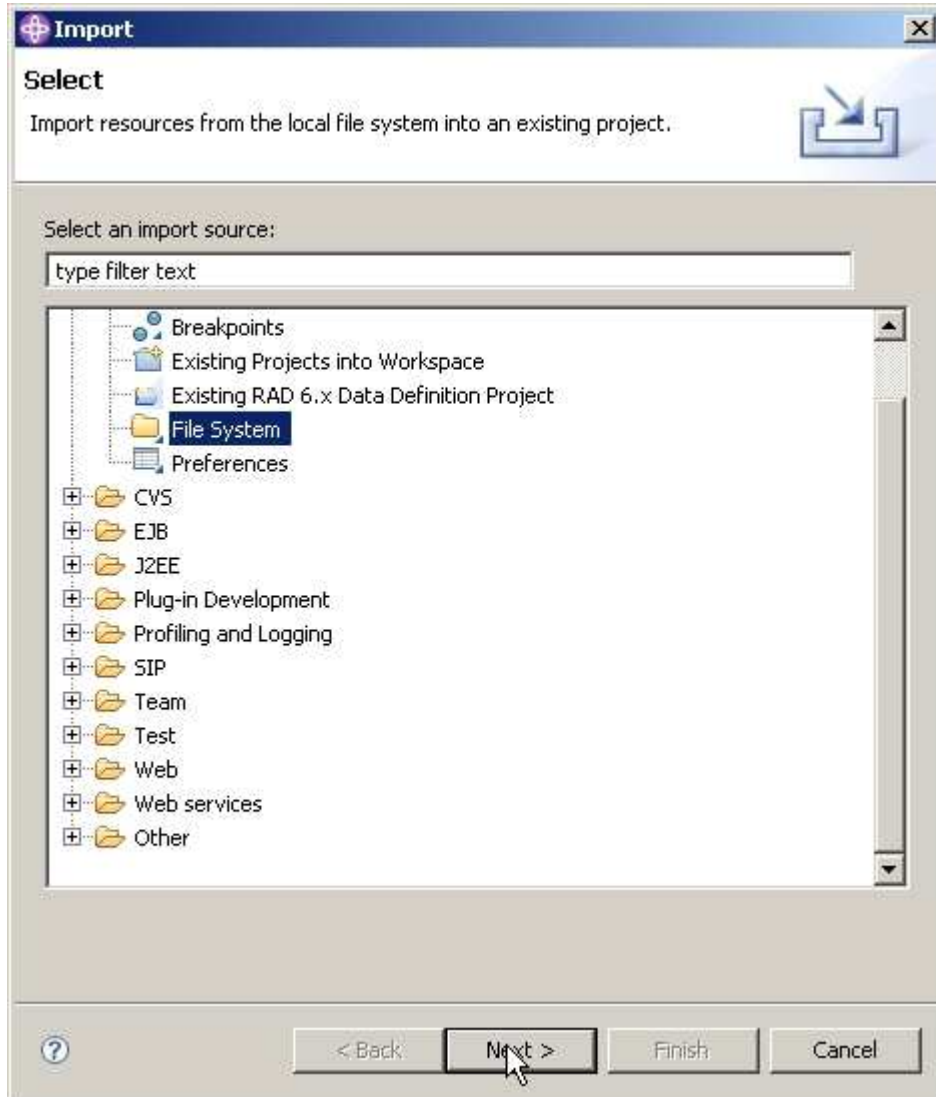 Import
Select
Import resources from the local file system into an existing project.
Select an import source:
type filter text
Breakpoints
Existing Projects into Workspace
Existing RAD 6.x Data Definition Project
File System
Preferences
CVS
EJB
J2EE
Plug-in Development
Profiling and Logging
SIP
Team
Test
Web
Web services
Other
? < Back Next > Finish Cancel